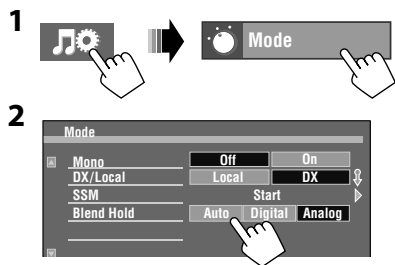 1
Mode
2
Mode
Mono Off On
DX/Local Local DX
SSM Start
Blend Hold Auto Digital Analog